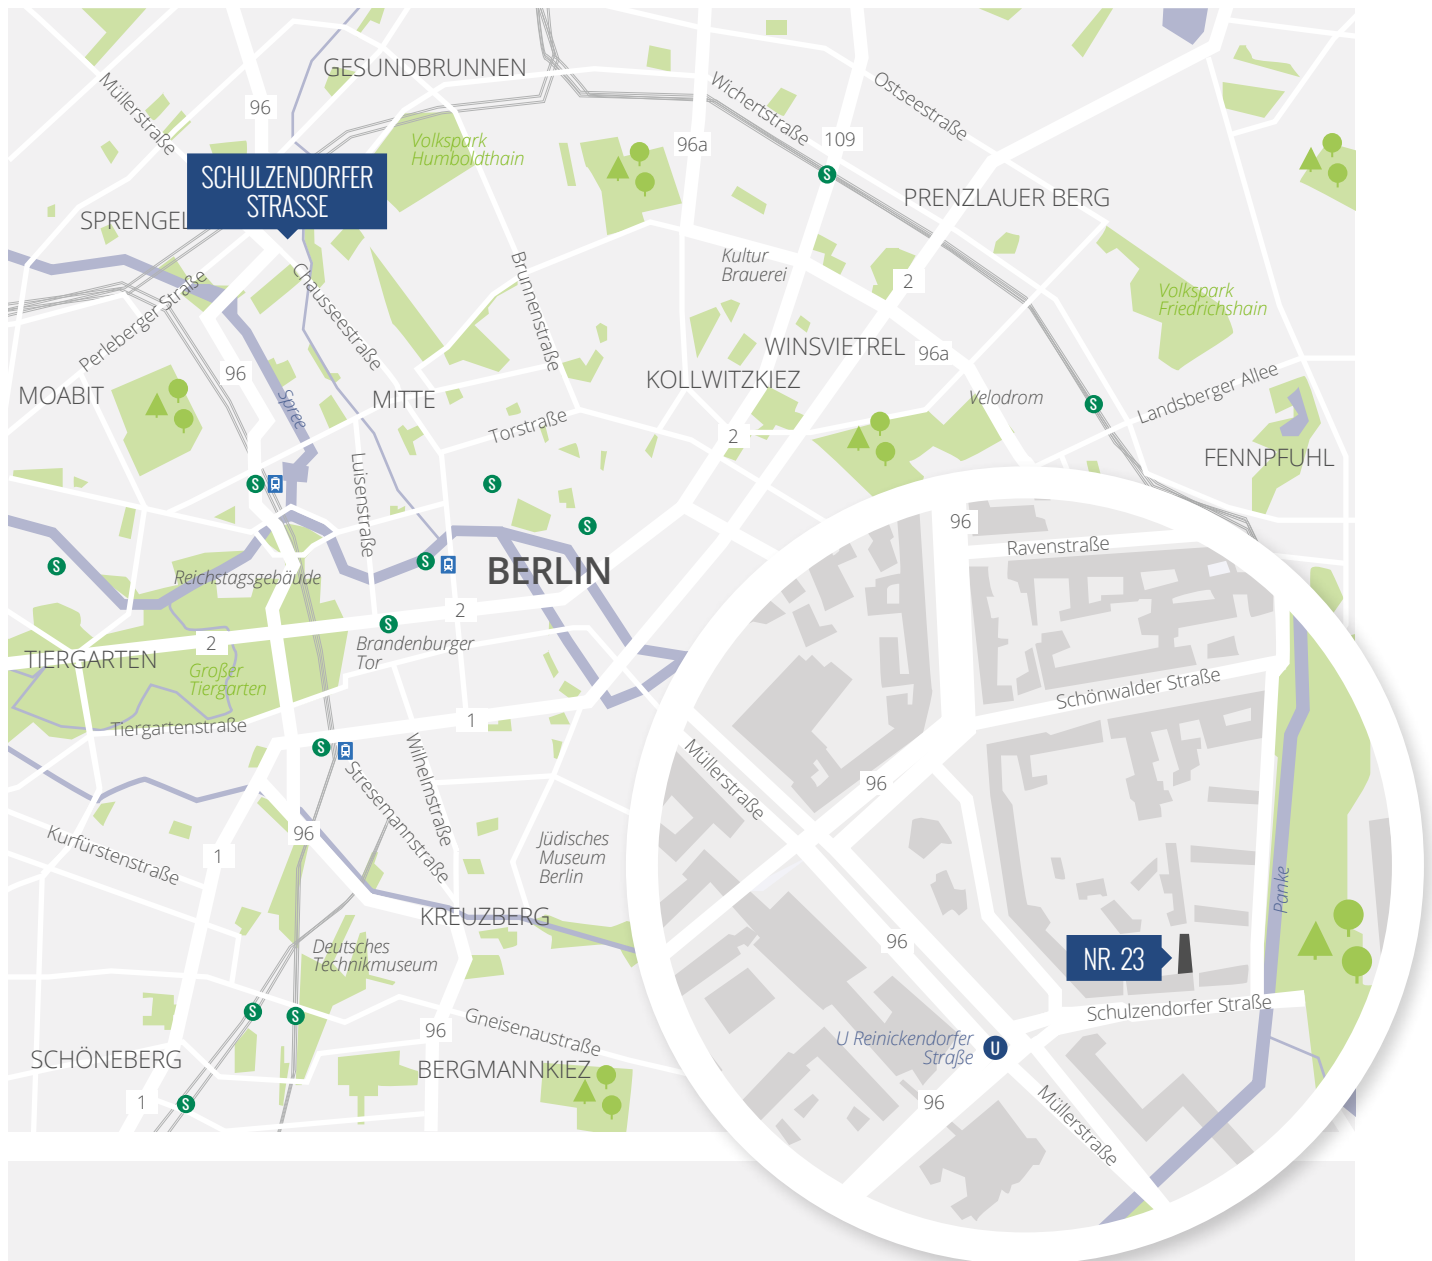 GESUNDBRUNNEN
Müllerstraße
96
Volkspark
Humboldthain
96a
Wichertstraße
109
Ostseestraße
S
PRENZLAUER BERG
SCHULZENDORFER
STRASSE
SPRENGEL
Kultur
Brauerei
2
Volkspark
Friedrichshain
Brunnenstraße
Chausseestraße
Perleberger Straße
WINSVIETREL
96a
KOLLWITZKIEZ
96
MOABIT
MITTE
Spree
Velodrom
S
Landsberger Allee
Torstraße
2
FENNPFUHL
Luisenstraße
S
S
S
BERLIN
S
S
Reichstagsgebäude
2
S
2
Brandenburger
Tor
TIERGARTEN
Großer
Tiergarten
Tiergartenstraße
1
S
Wilhelmstraße
Stresemannstraße
96
Kurfürstenstraße
1
Jüdisches
Museum
Berlin
KREUZBERG
Deutsches
Technikmuseum
S
S
96
Gneisenaustraße
SCHÖNEBERG
BERGMANNKIEZ
1
S
96
Ravenstraße
Schönwalder Straße
Müllerstraße
96
Panke
96
NR. 23
Schulzendorfer Straße
U Reinickendorfer
Straße
U
96
Müllerstraße